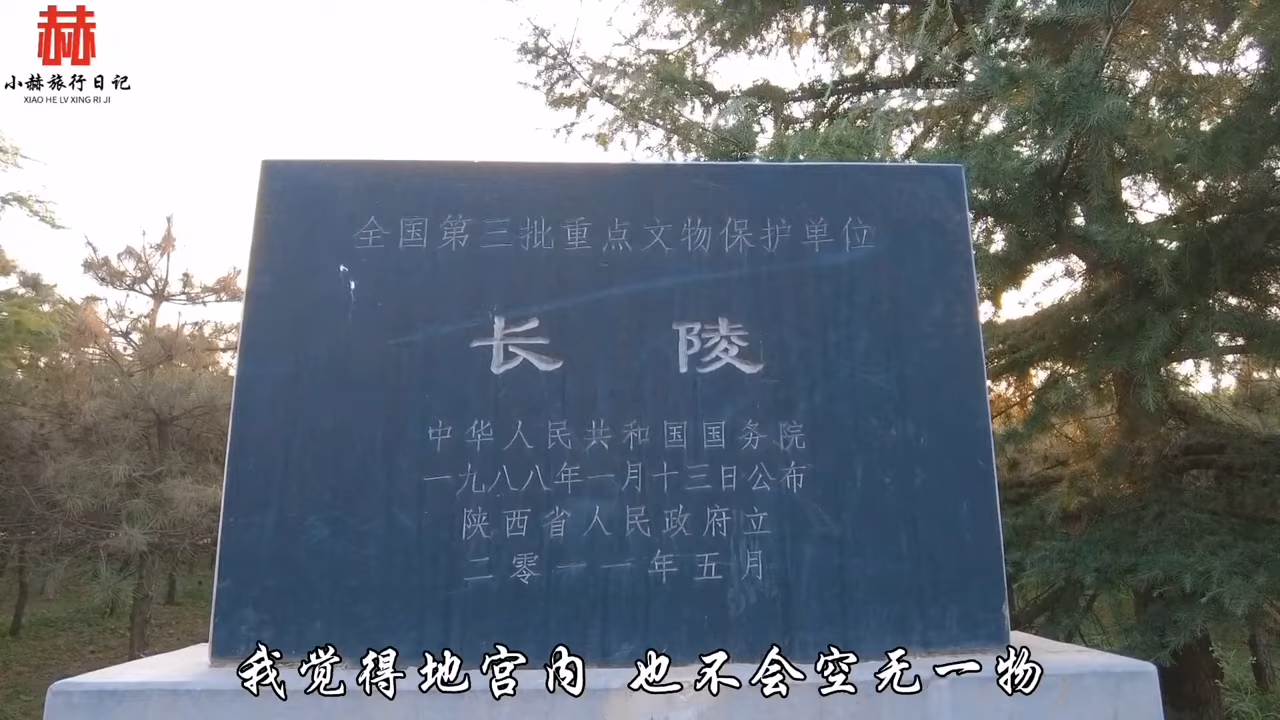 赫
小赫旅行日记
XIAO HE LV XING RI JI
全国第三批重点文物保护单位
长陵
中华人民共和国国务院
一九八八年一月十三日公布
陕西省人民政府立
二零一一年五月
我觉得地宫内 也不会空无一物